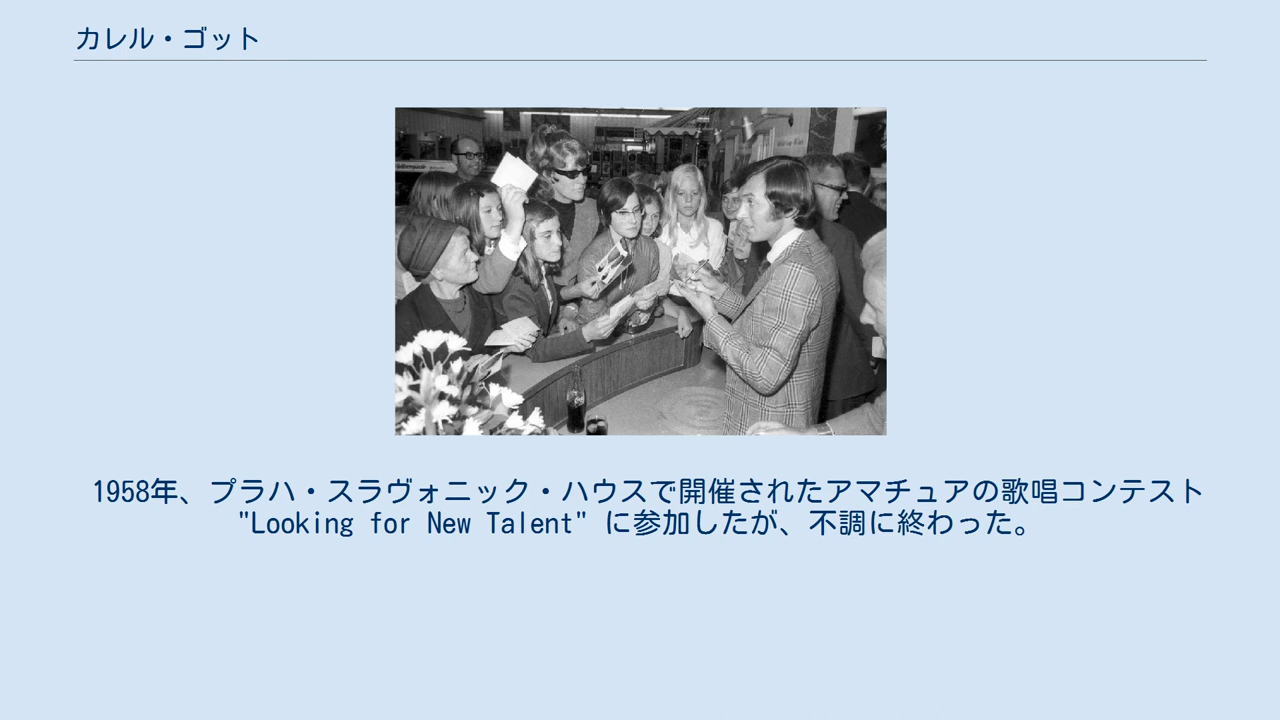 カレル・ゴット
1958年、プラハ・スラヴォニック・ハウスで開催されたアマチュアの歌唱コンテスト
"Looking for New Talent" に参加したが、不調に終わった。